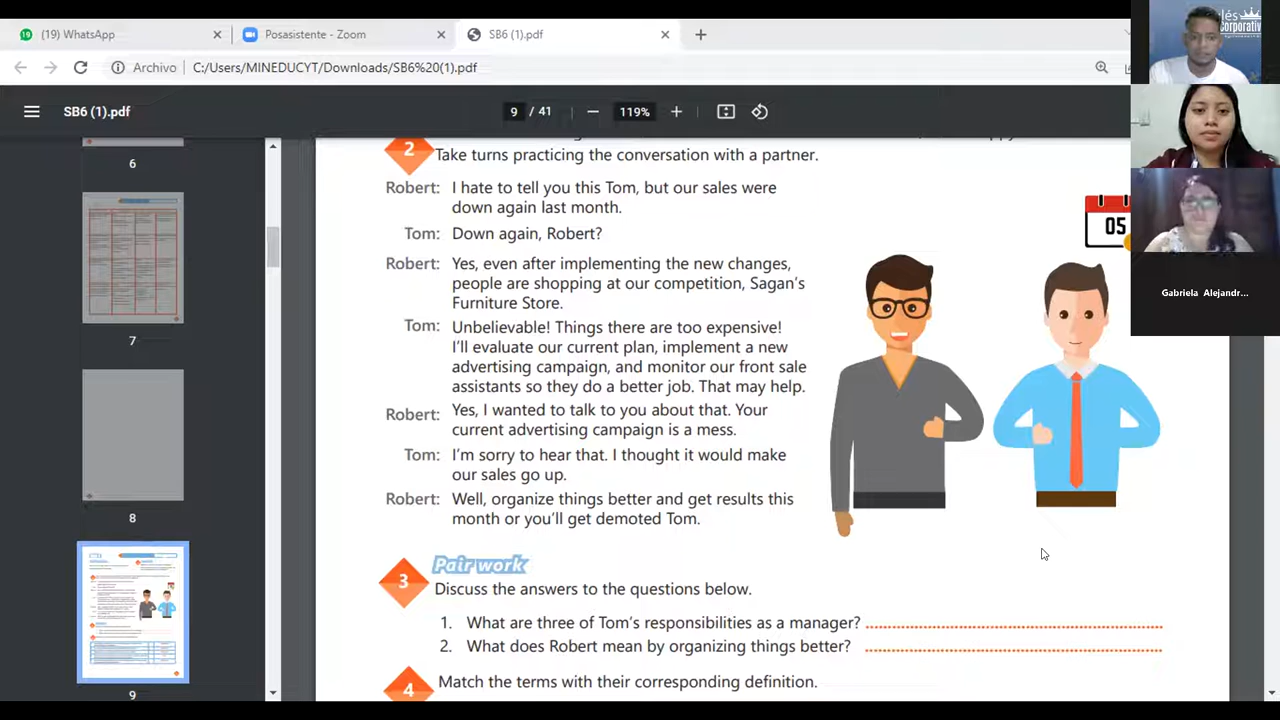 (19) WhatsApp
Posasistente - Zoom
SB6 (1).pdf
Archivo
C:/Users/MINEDUCYT/Downloads/SB6%20(1).pdf
SB6 (1).pdf
9 / 41
119%
6
7
8
9
2
Take turns practicing the conversation with a partner.
Robert: I hate to tell you this Tom, but our sales were
down again last month.
Tom: Down again, Robert?
Robert: Yes, even after implementing the new changes,
people are shopping at our competition, Sagan's
Furniture Store.
Tom: Unbelievable! Things there are too expensive!
I'll evaluate our current plan, implement a new
advertising campaign, and monitor our front sale
assistants so they do a better job. That may help.
Robert: Yes, I wanted to talk to you about that. Your
current advertising campaign is a mess.
Tom: I'm sorry to hear that. I thought it would make
our sales go up.
Robert: Well, organize things better and get results this
month or you'll get demoted Tom.
05
3
Pair work
Discuss the answers to the questions below.
1. What are three of Tom's responsibilities as a manager?
2. What does Robert mean by organizing things better?
4
Match the terms with their corresponding definition.
Gabriela Alejandr...